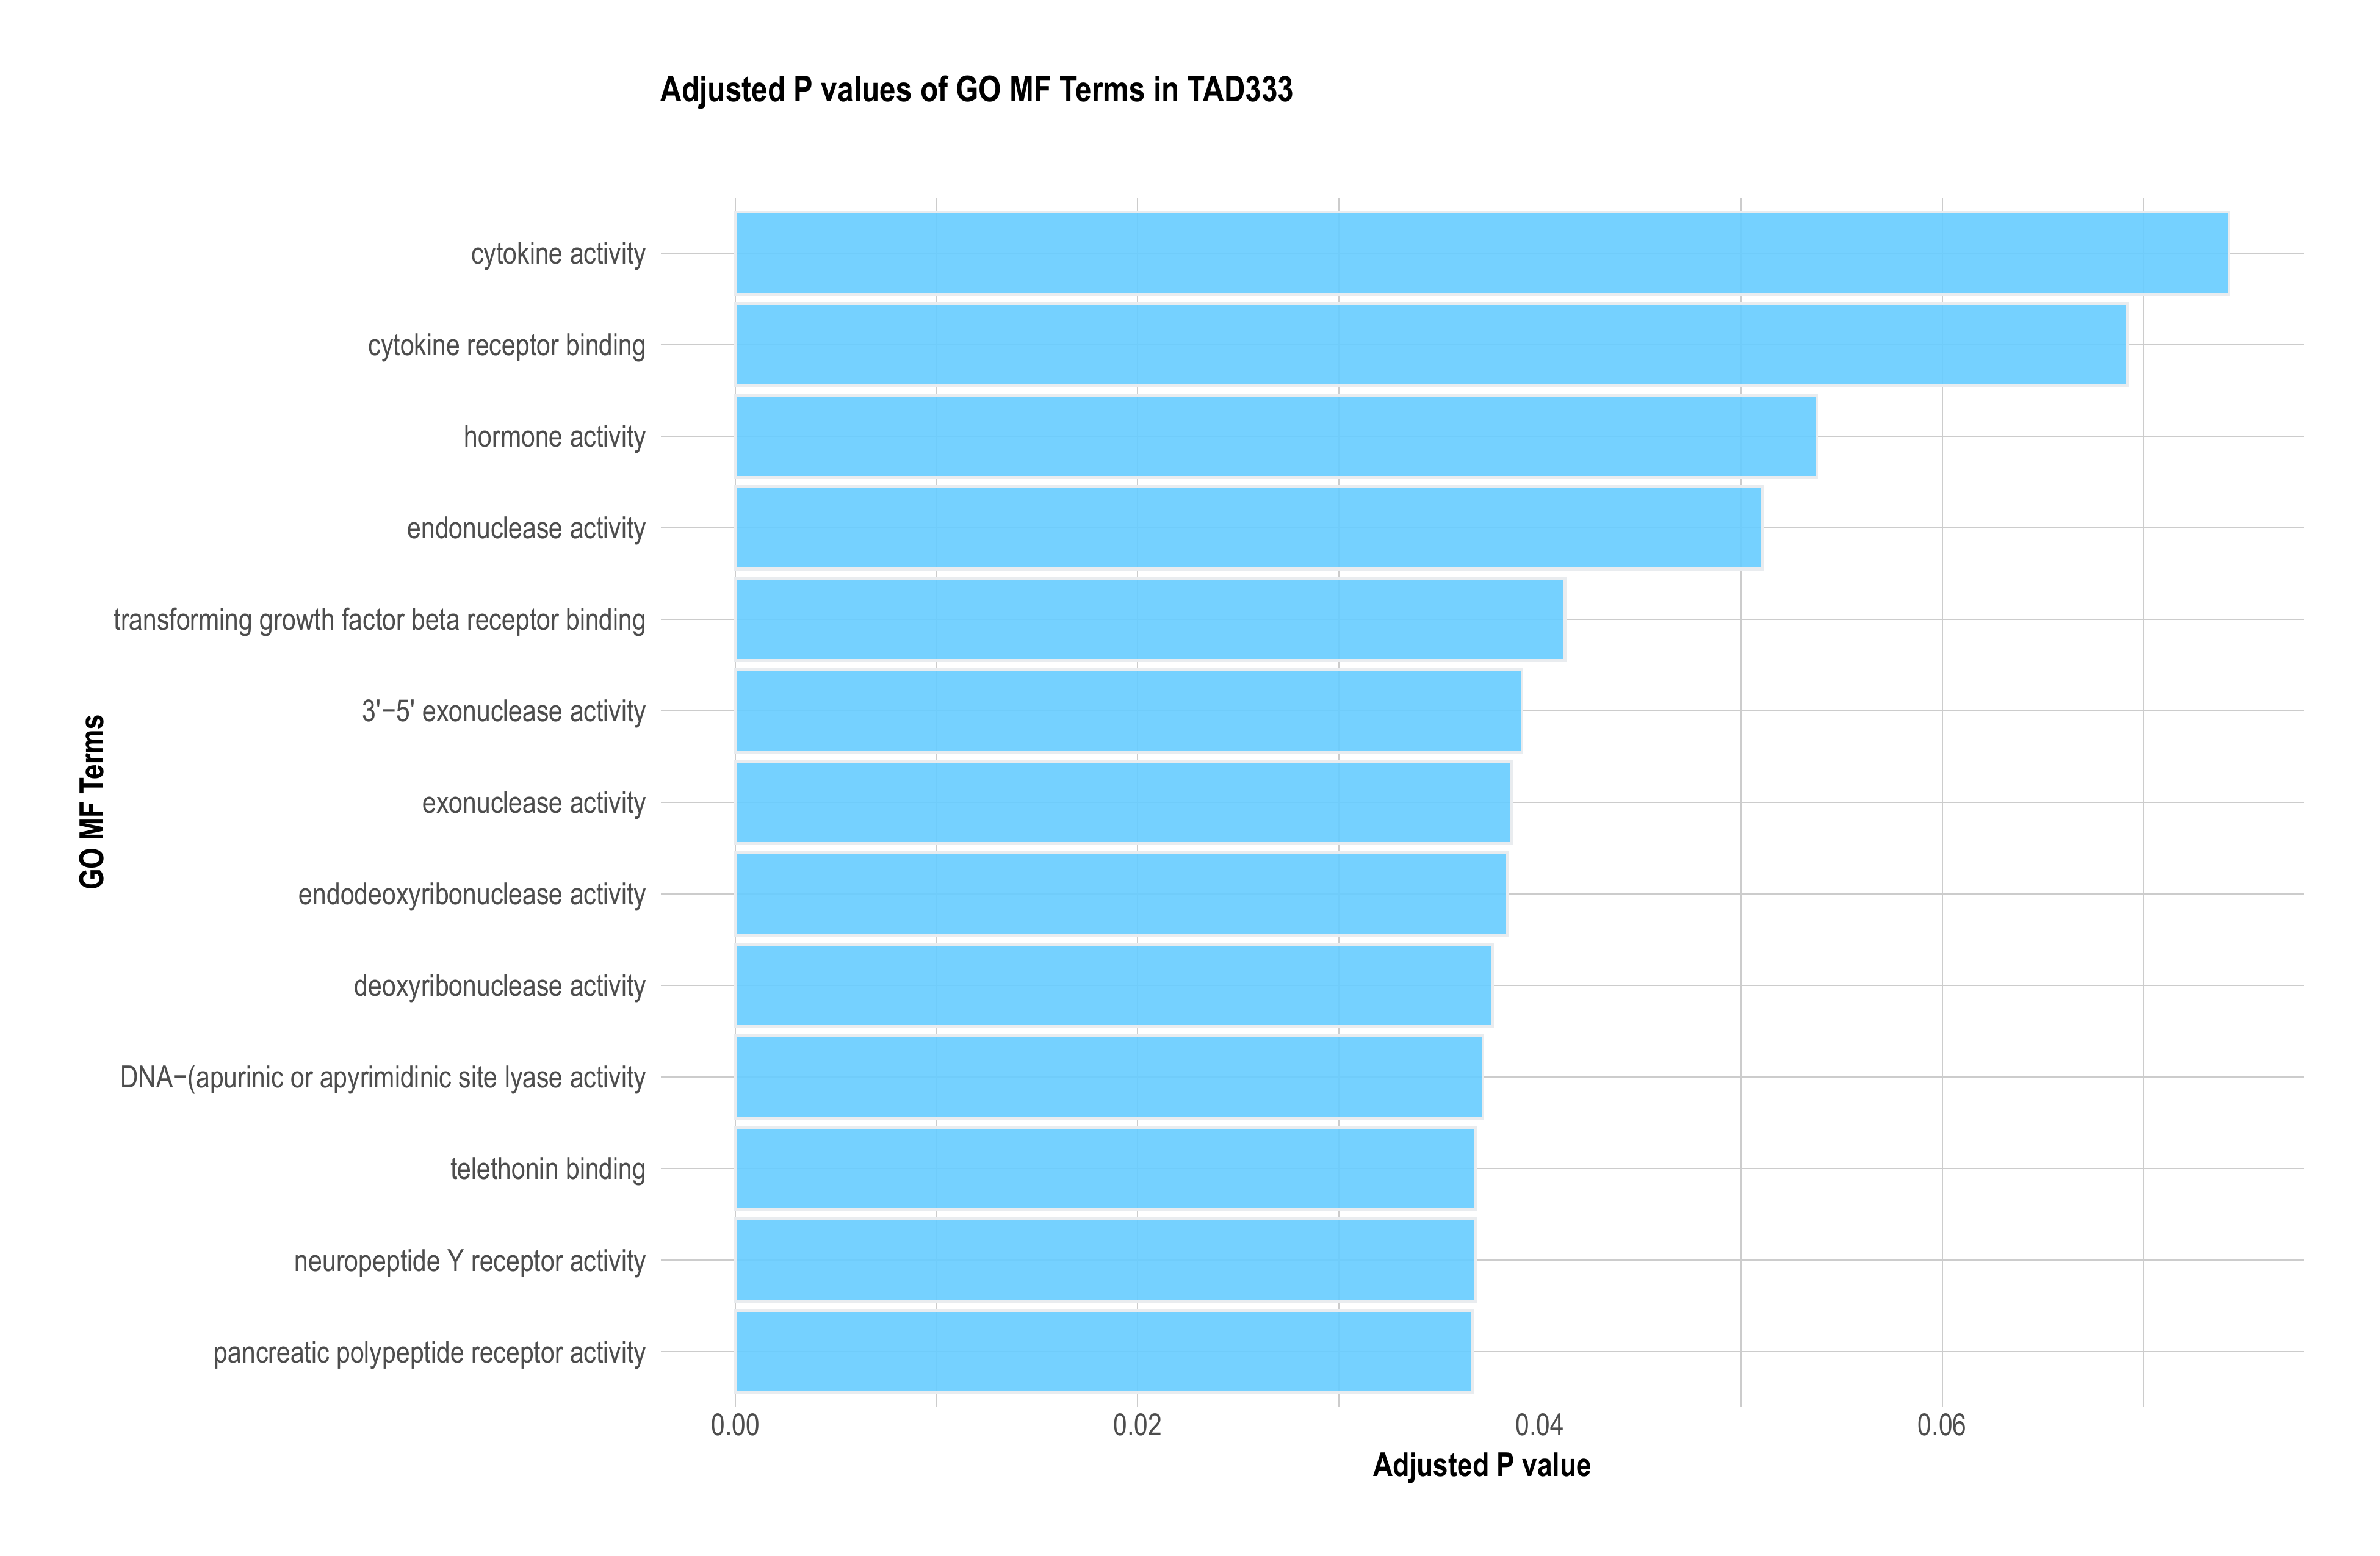 Adjusted P values of GO MF Terms in TAD333
cytokine activity
cytokine receptor binding
hormone activity
endonuclease activity
transforming growth factor beta receptor binding
3'−5' exonuclease activity
exonuclease activity
endodeoxyribonuclease activity
deoxyribonuclease activity
DNA−(apurinic or apyrimidinic site lyase activity
telethonin binding
neuropeptide Y receptor activity
pancreatic polypeptide receptor activity
GO MF Terms
0.00 0.02 0.04 0.06
Adjusted P value